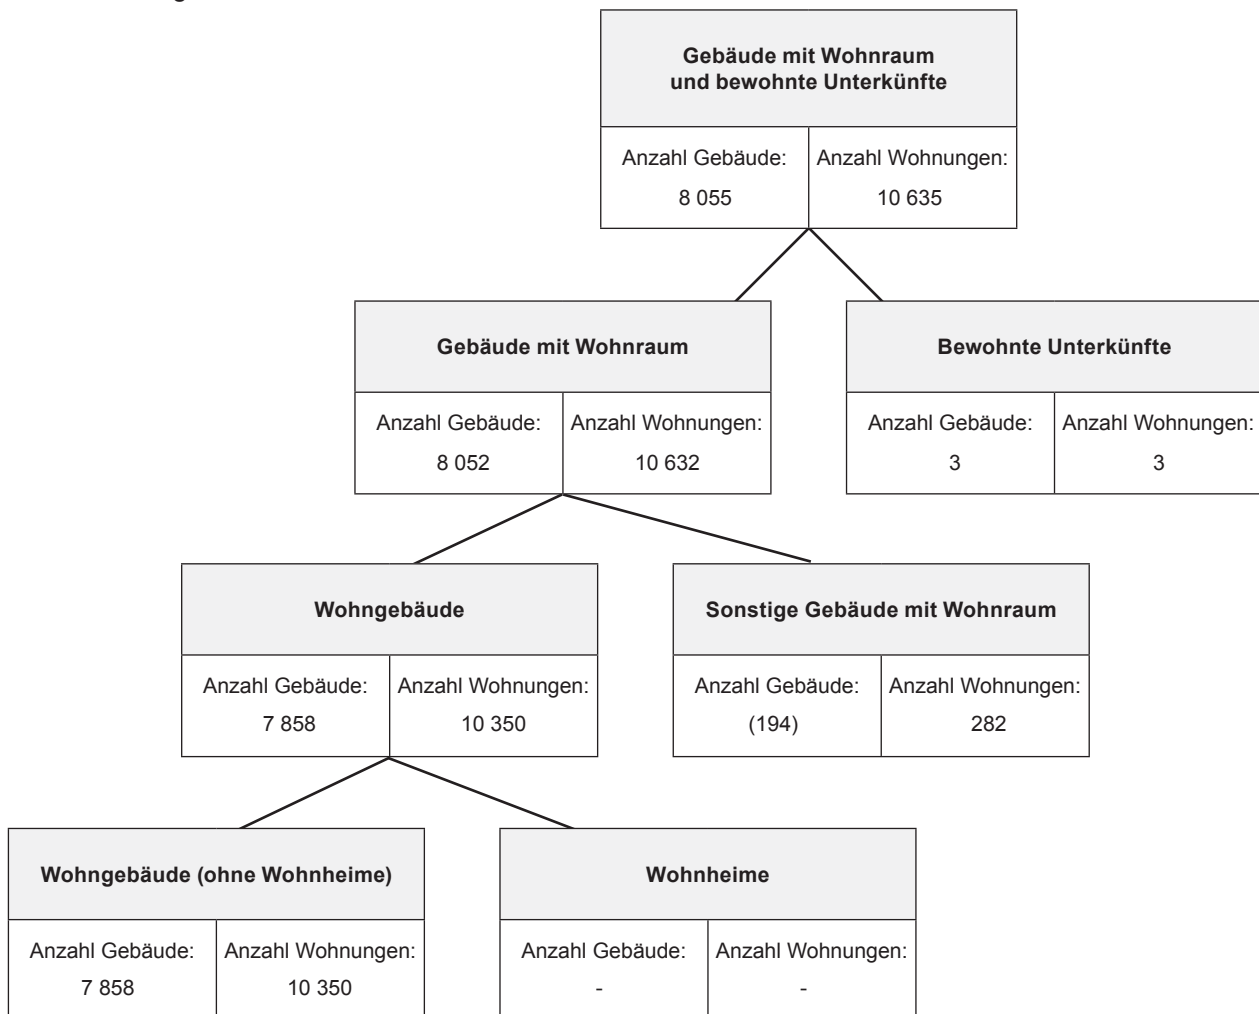 Gebäude mit Wohnraum
und bewohnte Unterkünfte
Anzahl Gebäude: Anzahl Wohnungen:
8 055 10 635
Gebäude mit Wohnraum Bewohnte Unterkünfte
Anzahl Gebäude: Anzahl Wohnungen: Anzahl Gebäude: Anzahl Wohnungen:
8 052 10 632 3 3
Wohngebäude Sonstige Gebäude mit Wohnraum
Anzahl Gebäude: Anzahl Wohnungen: Anzahl Gebäude: Anzahl Wohnungen:
7 858 10 350 (194) 282
Wohngebäude (ohne Wohnheime) Wohnheime
Anzahl Gebäude: Anzahl Wohnungen: Anzahl Gebäude: Anzahl Wohnungen:
7 858 10 350 - -